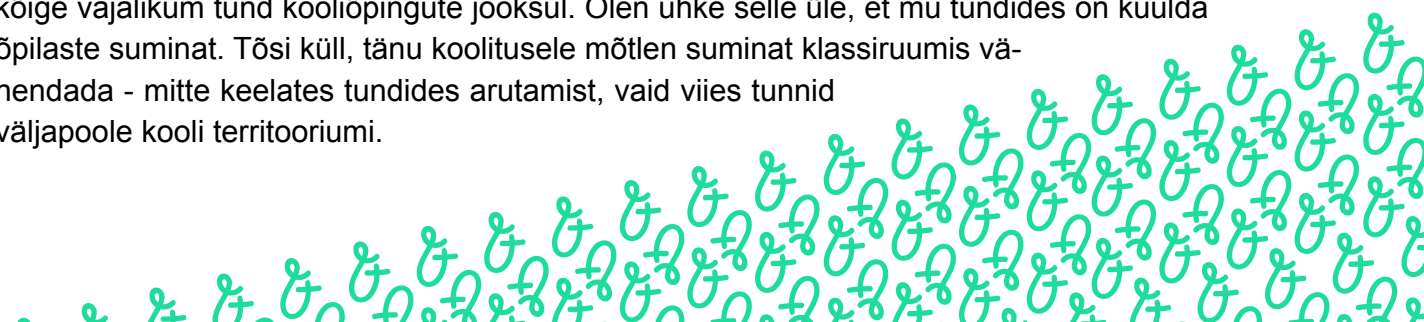 kõige vajalikum tund kooliõpingute jooksul. Olen uhke selle üle, et mu tundides on kuulda
õpilaste suminat. Tõsi küll, tänu koolitusele mõtlen suminat klassiruumis vä-
hendada - mitte keelates tundides arutamist, vaid viies tunnid
väljapoole kooli territooriumi.